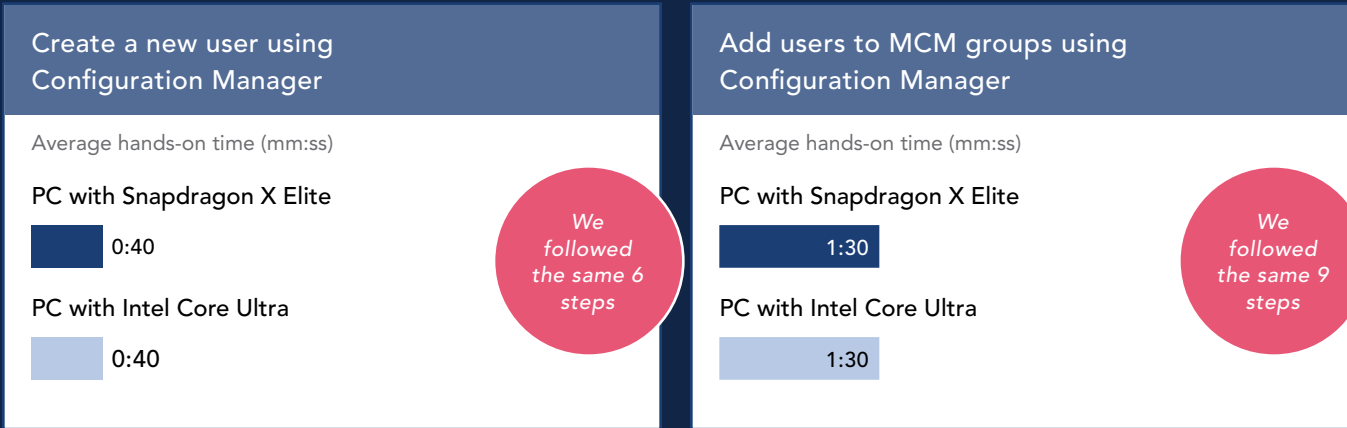 Create a new user using
Configuration Manager
Average hands-on time (mm:ss)
PC with Snapdragon X Elite
0:40
PC with Intel Core Ultra
0:40
We
followed
the same 6
steps
Add users to MCM groups using
Configuration Manager
Average hands-on time (mm:ss)
PC with Snapdragon X Elite
1:30
PC with Intel Core Ultra
1:30
We
followed
the same 9
steps